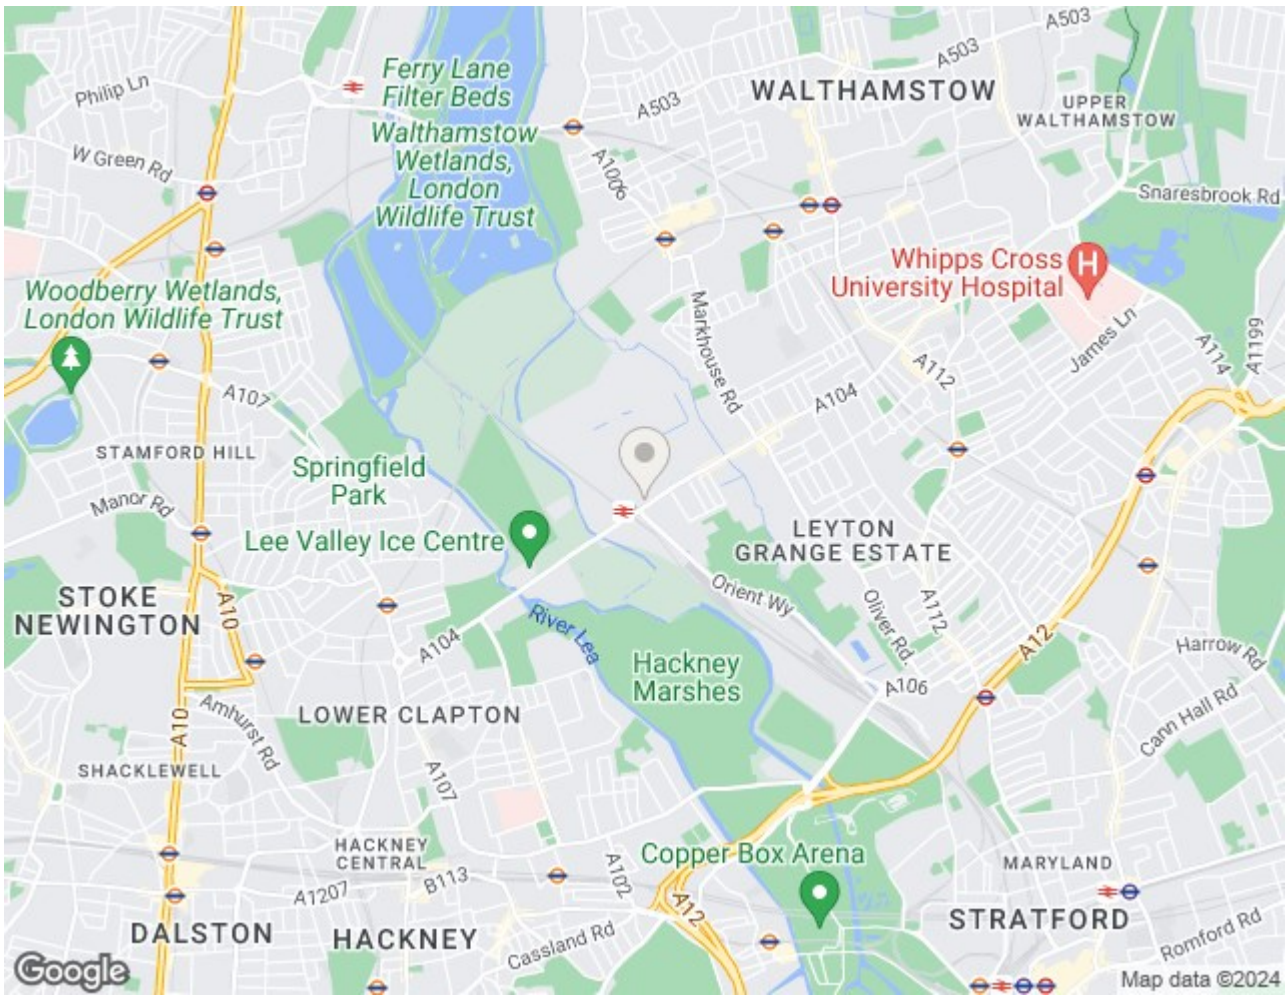 A503
A503
Ferry Lane
Filter Beds
Philip Ln
WALTHAMSTOW
A503
UPPER
WALTHAMSTOW
Walthamstow
Wetlands,
London
Wildlife Trust
W Green Rd
A1006
Snaresbrook Rd
Whipps Cross
University Hospital
H
Woodberry Wetlands,
London Wildlife Trust
Markhouse Rd
James Ln
A114
A1199
A112
A107
A104
STAMFORD HILL
Springfield
Park
Manor Rd
Lee Valley Ice Centre
LEYTON
GRANGE ESTATE
STOKE
NEWINGTON
A10
Orient Wy
Oliver Rd.
A112
River Lea
A104
A12
Harrow Rd
Hackney
Marshes
A106
Cann Hall Rd
A10
Amhurst Rd
LOWER CLAPTON
SHACKLEWELL
A107
HACKNEY
CENTRAL
Copper Box Arena
MARYLAND
A1207
B113
A102
A12
DALSTON
HACKNEY
Cassland Rd
STRATFORD
Romford Rd
Google
Map data ©2024